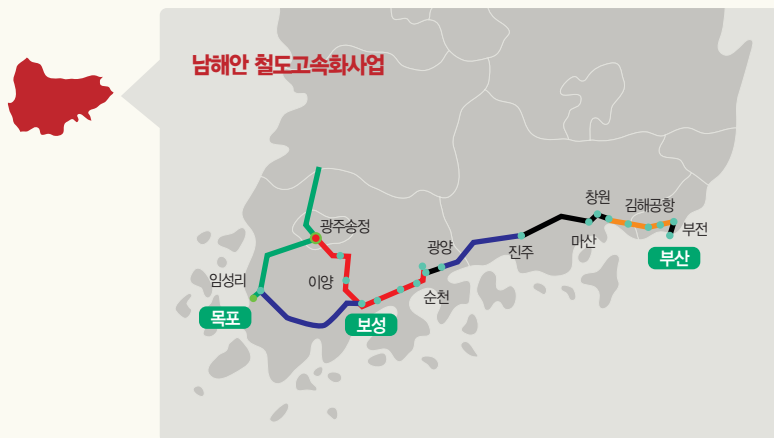 남해안 철도고속화사업
창원
김해공항
광주송정
부전
마산
광양
진주
부산
임성리
이양
순천
목포
보성